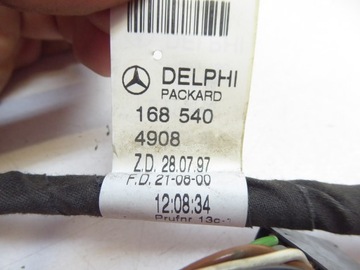 DELPHI
PACKARD
168 540
4908
Z.D. 28.07.97
F.D. 21-08-00
12:08:34